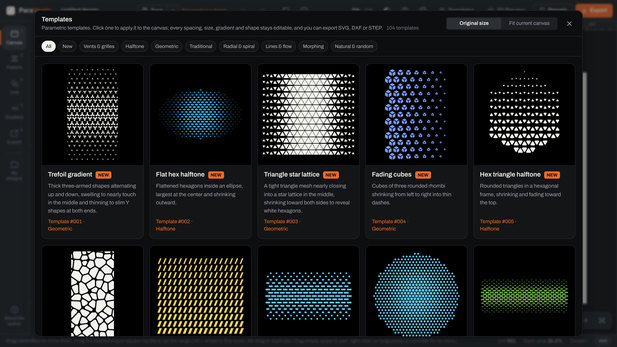 Templates
Parametric templates. Click one to apply it to the canvas; every spacing, size, gradient and shape stays editable, and you can export SVG, DXF or STEP. 104 templates
Original size
Fit current canvas
All
New
Vents & grilles
Halftone
Geometric
Traditional
Radial & spiral
Lines & flow
Morphing
Natural & random
Trefoil gradient NEW
Thick three-armed shapes alternating
up and down, swelling to nearly touch
in the middle and thinning to slim Y
shapes at both ends.
Template #001 ·
Geometric
Flat hex halftone NEW
Flattened hexagons inside an ellipse,
largest at the center and shrinking
outward.
Template #002 ·
Halftone
Triangle star lattice NEW
A tight triangle mesh nearly closing
into a star lattice in the middle,
shrinking toward both sides to reveal
white hexagons.
Template #003 ·
Geometric
Fading cubes NEW
Cubes of three rounded rhombi
shrinking from left to right into thin
dashes.
Template #004 ·
Geometric
Hex triangle halftone NEW
Rounded triangles in a hexagonal
frame, shrinking and fading toward
the top.
Template #005 ·
Halftone